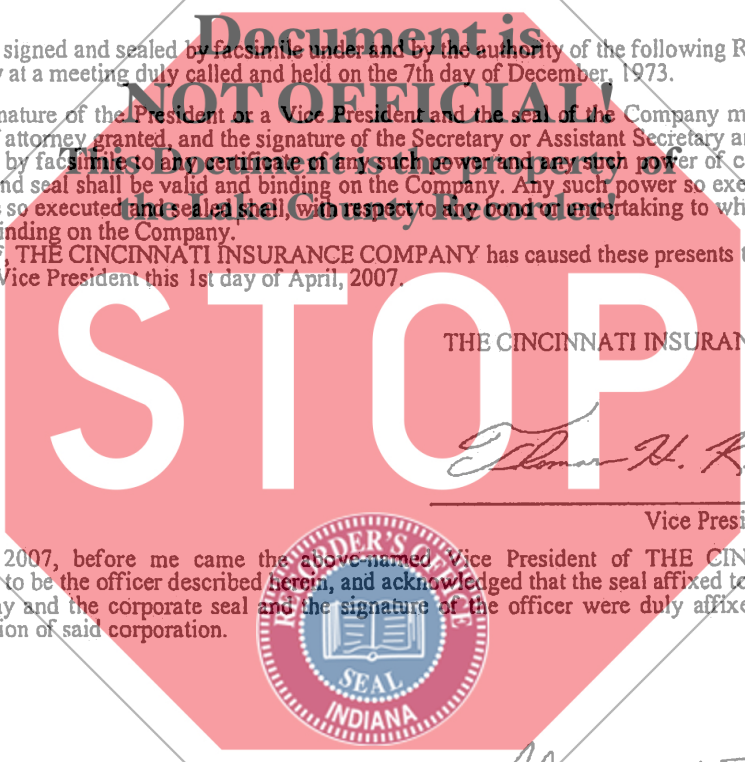 Document is
signed and sealed by facsimile under and by the authority of the following R
at a meeting duly called and held on the 7th day of December, 1973.
NOT OFFICIAL!
nature of the President or a Vice President and the seal of the Company m
attorney granted, and the signature of the Secretary or Assistant Secretary a
by facsimile to any certificate of any such power and any such power of c
This Document is the property of
nd seal shall be valid and binding on the Company. Any such power so exe
so executed and sealed shall, with respect to any bond or undertaking to wh
the Lake County Recorder!
inding on the Company.
, THE CINCINNATI INSURANCE COMPANY has caused these presents t
Vice President this 1st day of April, 2007.
STOP
THE CINCINNATI INSURAN
Thomas H. K
Vice Presi
2007, before me came the above-named Vice President of THE CIN
to be the officer described herein, and acknowledged that the seal affixed to
y and the corporate seal and the signature of the officer were duly affixe
ion of said corporation.
RECORDER'S OFFICE
SEAL
INDIANA